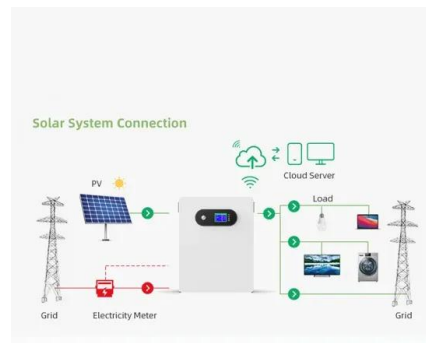 Solar System Connection
Cloud Server
PV
Load
Grid
Electricity Meter
Grid